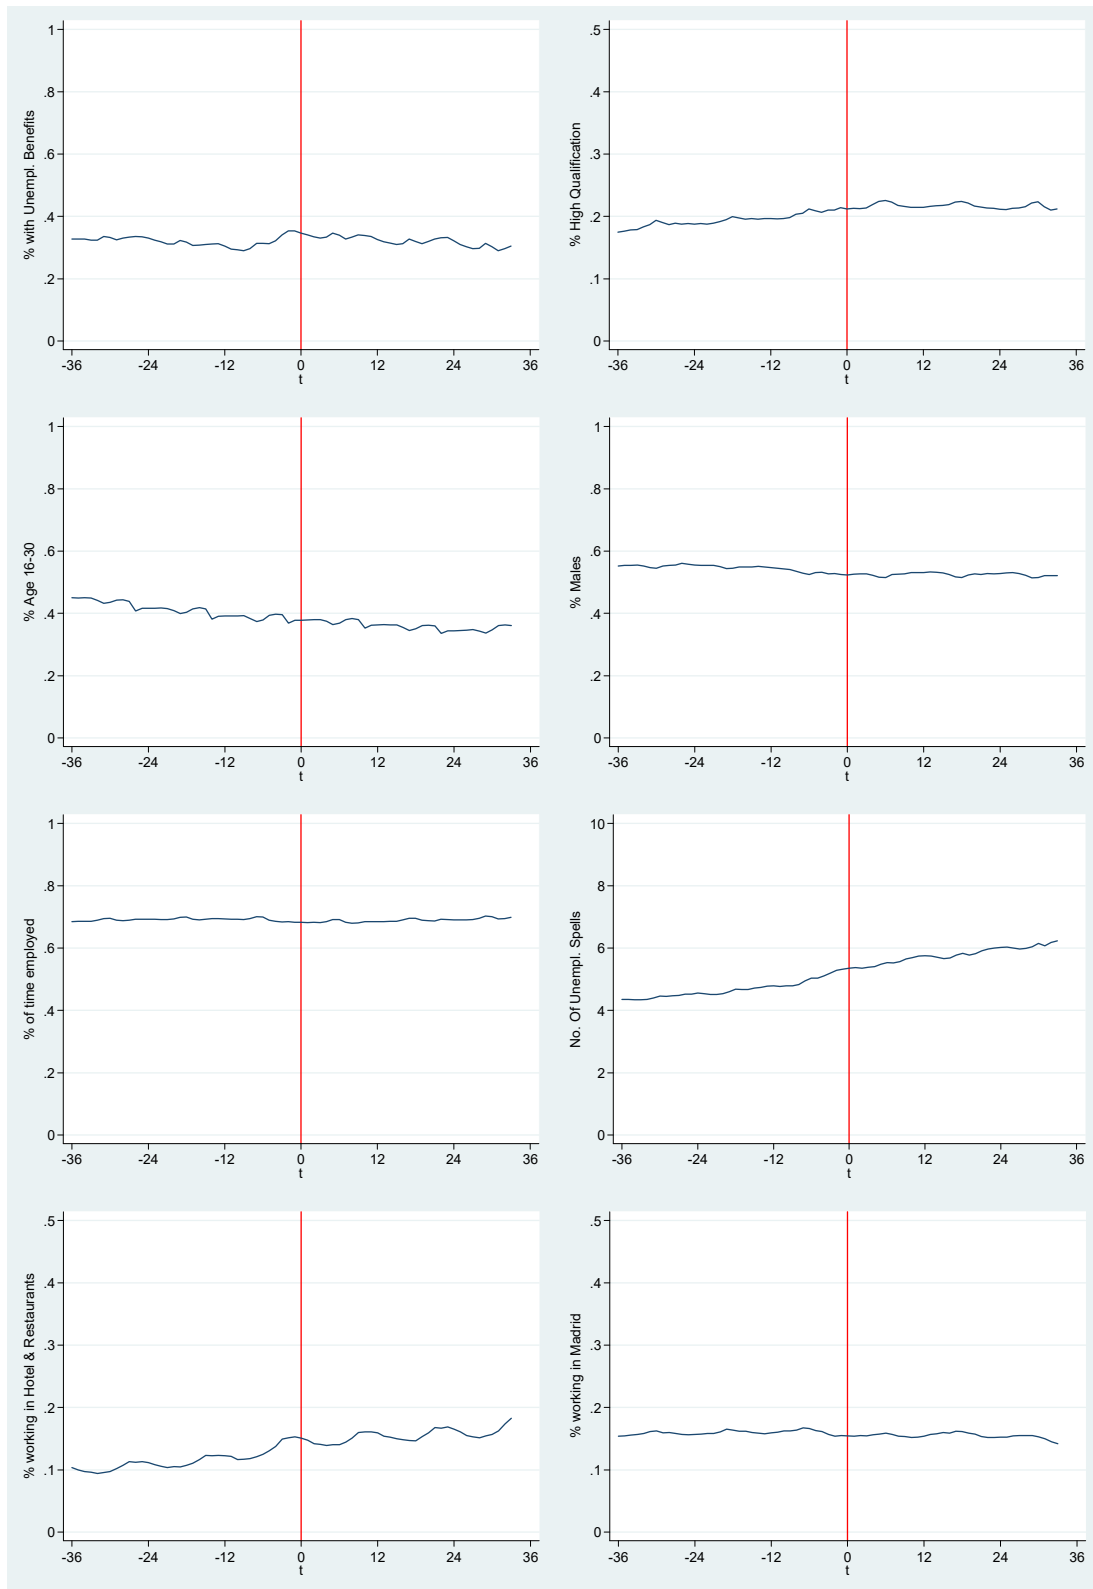 % with Unempl. Benefits
1
.8
.6
.4
.2
0
-36 -24 -12 0 12 24 36
t
% High Qualification
.5
.4
.3
.2
.1
0
-36 -24 -12 0 12 24 36
t
% Age 16-30
1
.8
.6
.4
.2
0
-36 -24 -12 0 12 24 36
t
% Males
1
.8
.6
.4
.2
0
-36 -24 -12 0 12 24 36
t
% of time employed
1
.8
.6
.4
.2
0
-36 -24 -12 0 12 24 36
t
No. Of Unempl. Spells
10
8
6
4
2
0
-36 -24 -12 0 12 24 36
t
% working in Hotel & Restaurants
.5
.4
.3
.2
.1
0
-36 -24 -12 0 12 24 36
t
% working in Madrid
.5
.4
.3
.2
.1
0
-36 -24 -12 0 12 24 36
t